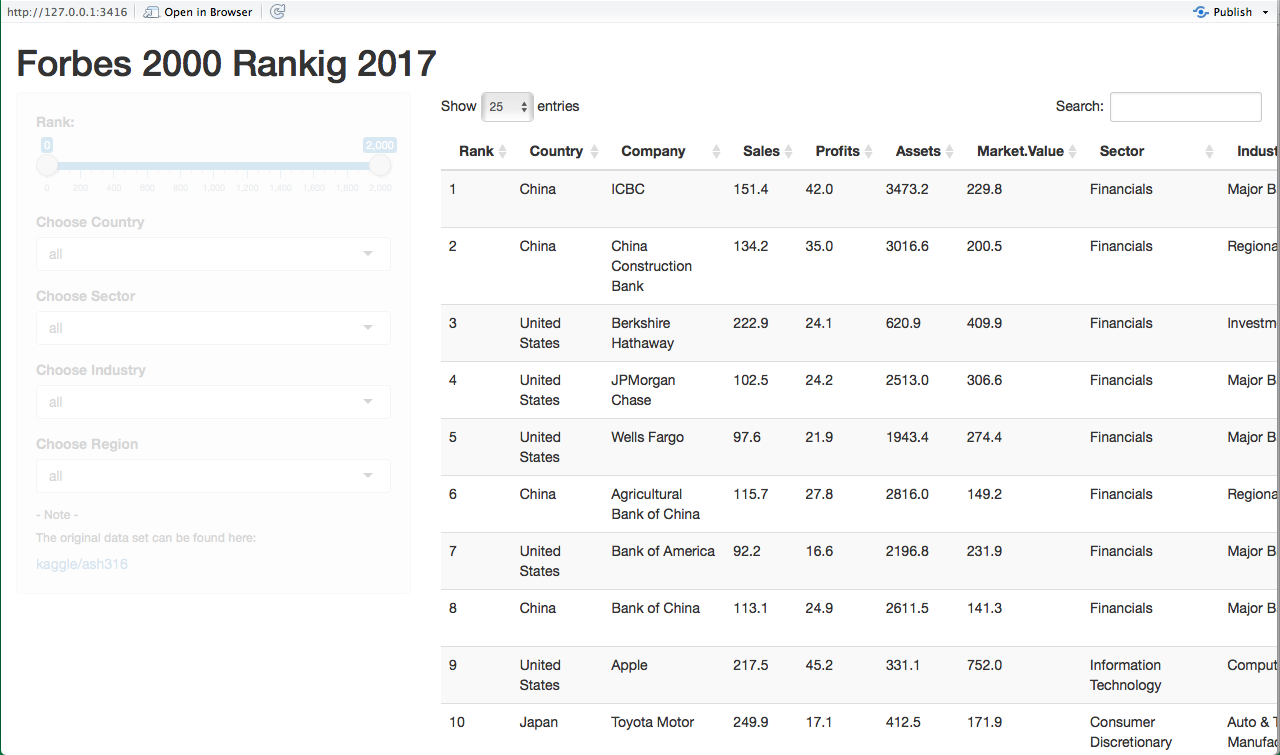 http://127.0.0.1:3416 Open in Browser Publish
Forbes 2000 Rankig 2017
Rank:
0 2,000
0 200 400 600 800 1,000 1,200 1,400 1,600 1,800 2,000
Choose Country
all
Choose Sector
all
Choose Industry
all
Choose Region
all
- Note -
The original data set can be found here:
kaggle/ash316
Show 25 entries Search:
Rank Country Company Sales Profits Assets Market.Value Sector Indust
1 China ICBC 151.4 42.0 3473.2 229.8 Financials Major B
2 China China 134.2 35.0 3016.6 200.5 Financials Regiona
Construction
Bank
3 United Berkshire 222.9 24.1 620.9 409.9 Financials Investm
States Hathaway
4 United JPMorgan 102.5 24.2 2513.0 306.6 Financials Major B
States Chase
5 United Wells Fargo 97.6 21.9 1943.4 274.4 Financials Major B
States
6 China Agricultural 115.7 27.8 2816.0 149.2 Financials Regiona
Bank of China
7 United Bank of America 92.2 16.6 2196.8 231.9 Financials Major B
States
8 China Bank of China 113.1 24.9 2611.5 141.3 Financials Major B
9 United Apple 217.5 45.2 331.1 752.0 Information Comput
States Technology
10 Japan Toyota Motor 249.9 17.1 412.5 171.9 Consumer Auto & T
Discretionary Manufac